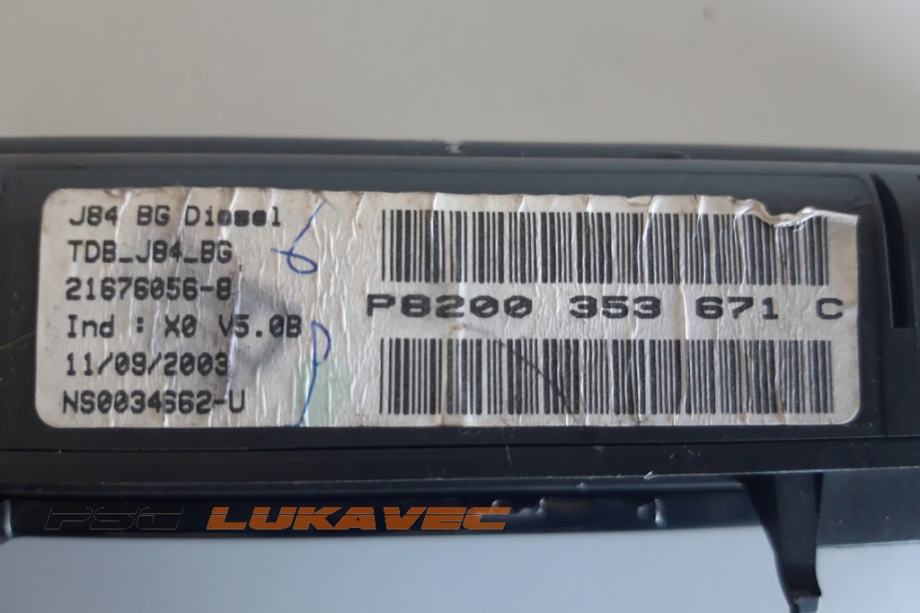 J84 BG Diesel
TDB_J84_BG
21676056-8
Ind : X0 V5.0B
11/09/2003
NS0034662-U
P8200 353 671 C
PSC LUKAVEC